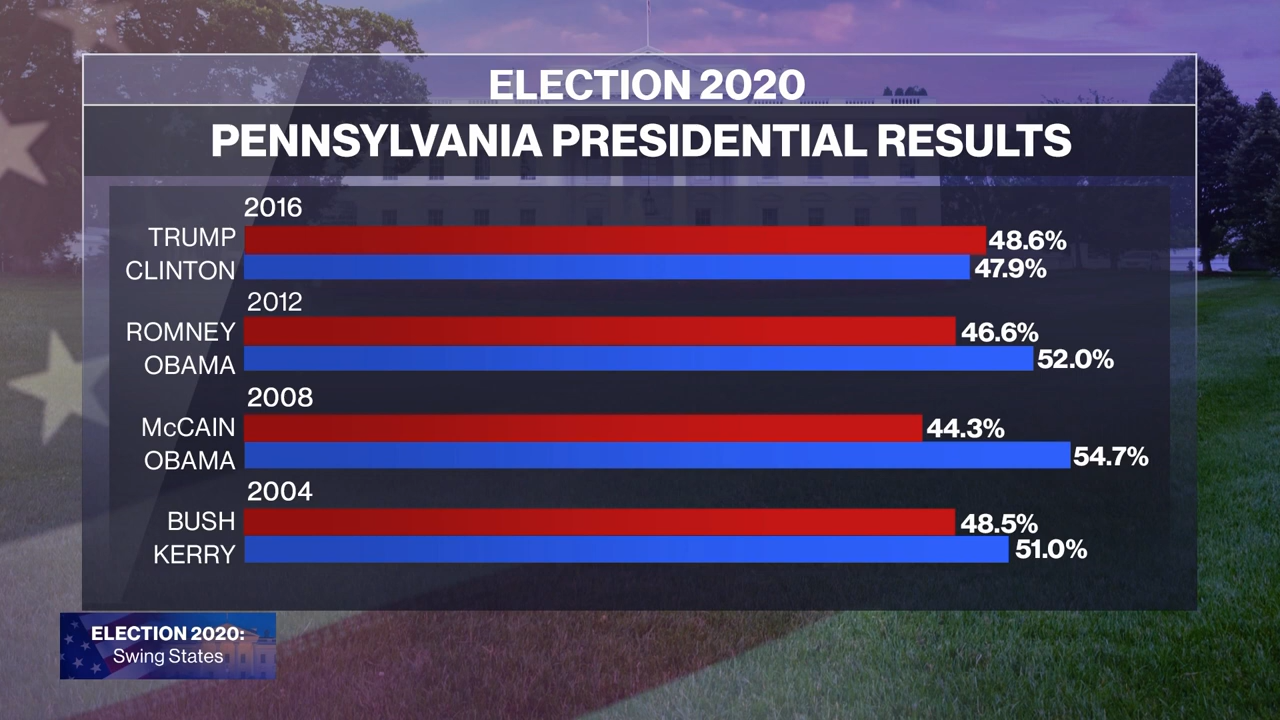 ELECTION 2020
PENNSYLVANIA PRESIDENTIAL RESULTS
2016
TRUMP 48.6%
CLINTON 47.9%
2012
ROMNEY 46.6%
OBAMA 52.0%
2008
McCAIN 44.3%
OBAMA 54.7%
2004
BUSH 48.5%
KERRY 51.0%
ELECTION 2020:
Swing States